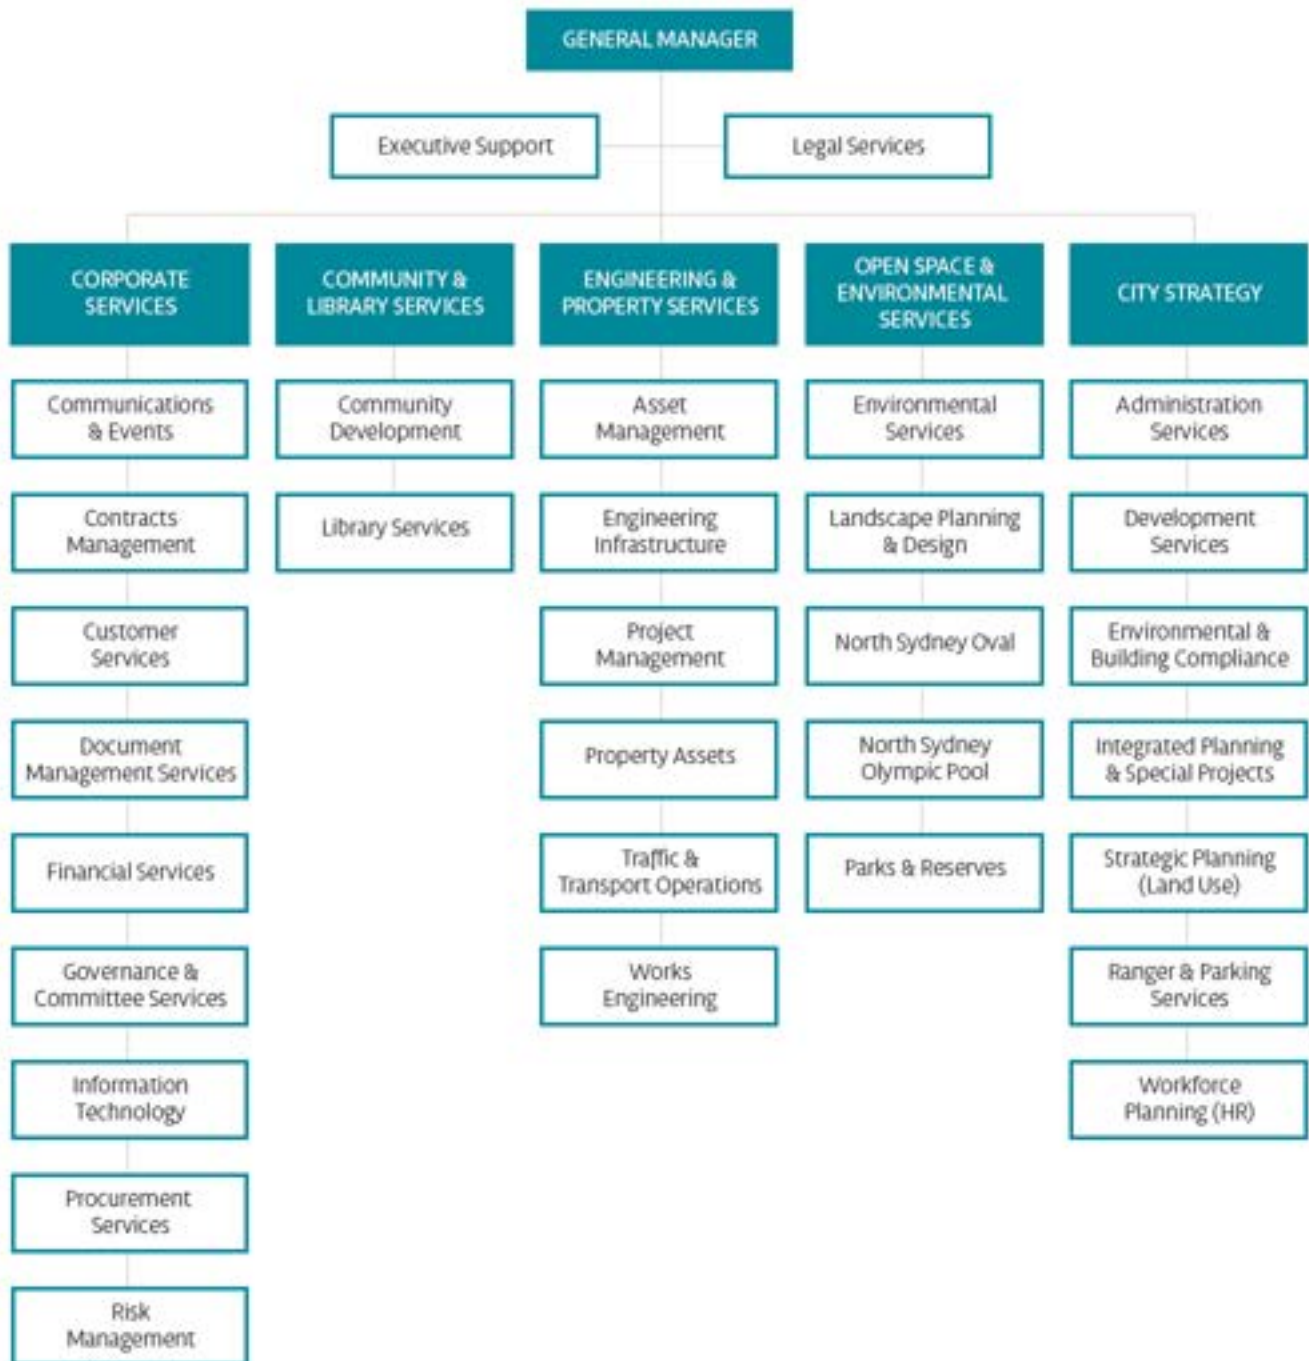 GENERAL MANAGER
Executive Support
Legal Services
CORPORATE
SERVICES
COMMUNITY &
LIBRARY SERVICES
ENGINEERING &
PROPERTY SERVICES
OPEN SPACE &
ENVIRONMENTAL
SERVICES
CITY STRATEGY
Communications
& Events
Contracts
Management
Customer
Services
Document
Management Services
Financial Services
Governance &
Committee Services
Information
Technology
Procurement
Services
Risk
Management
Community
Development
Library Services
Asset
Management
Engineering
Infrastructure
Project
Management
Property Assets
Traffic &
Transport Operations
Works
Engineering
Environmental
Services
Landscape Planning
& Design
North Sydney Oval
North Sydney
Olympic Pool
Parks & Reserves
Administration
Services
Development
Services
Environmental &
Building Compliance
Integrated Planning
& Special Projects
Strategic Planning
(Land Use)
Ranger & Parking
Services
Workforce
Planning (HR)